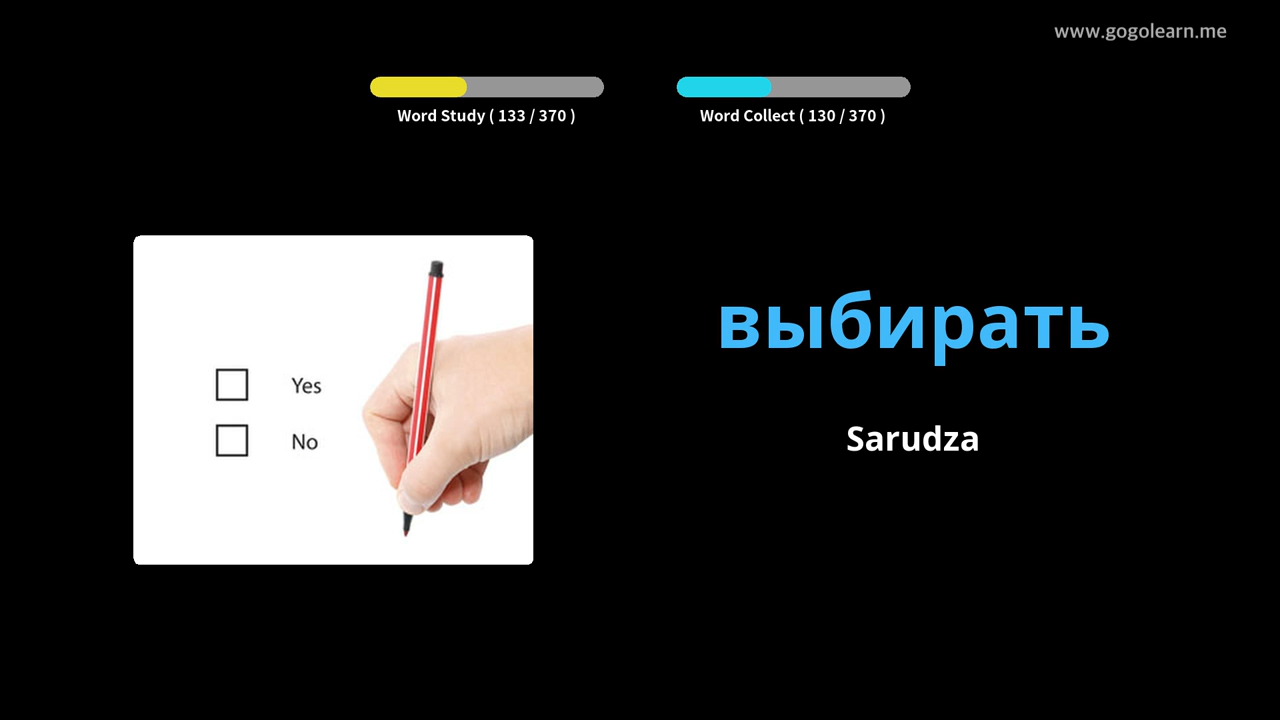 www.gogolearn.me
Word Study ( 133 / 370 )
Word Collect ( 130 / 370 )
Yes
No
выбирать
Sarudza